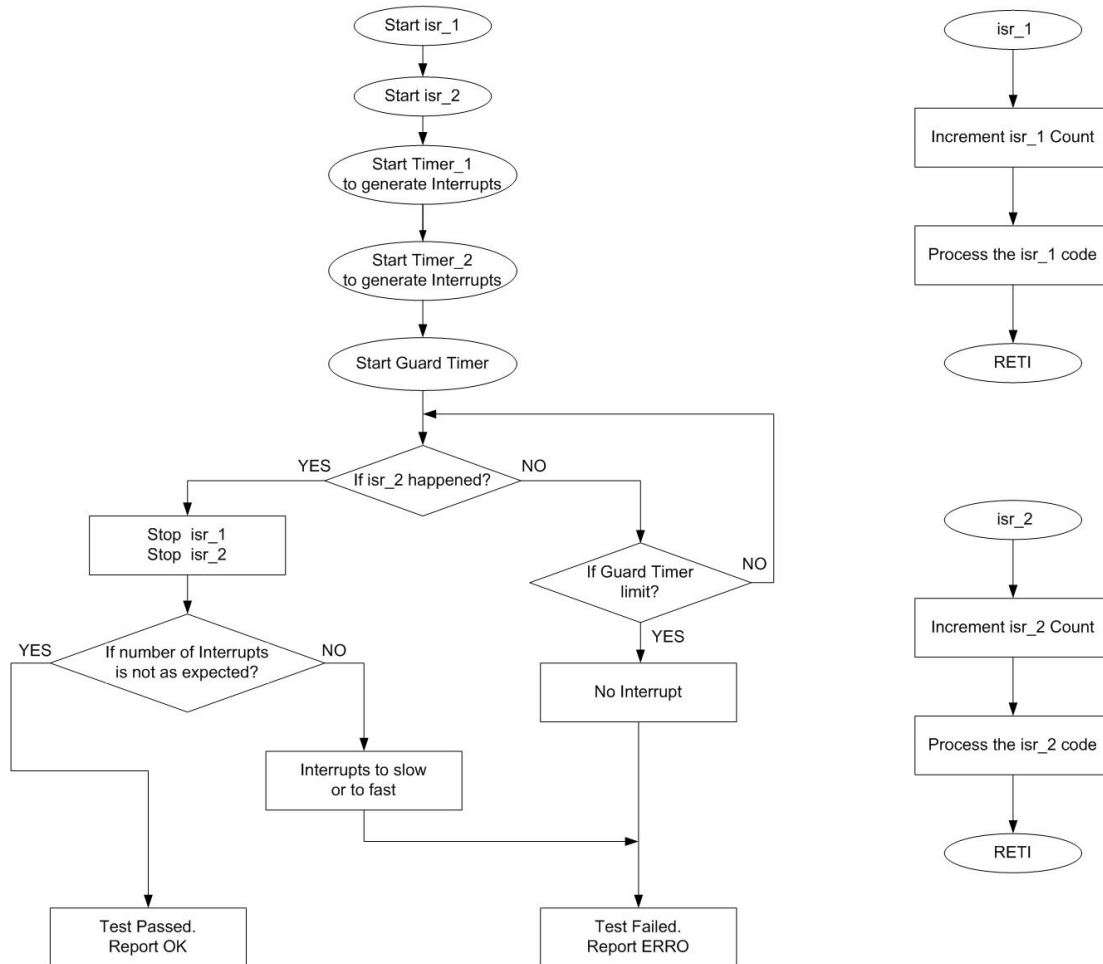 Start isr_1
Start isr_2
Start Timer_1
to generate Interrupts
Start Timer_2
to generate Interrupts
Start Guard Timer
If isr_2 happened?
YES
NO
Stop isr_1
Stop isr_2
If Guard Timer
limit?
NO
YES
If number of Interrupts
is not as expected?
YES
NO
No Interrupt
Interrupts to slow
or to fast
Test Passed.
Report OK
Test Failed.
Report ERRO
isr_1
Increment isr_1 Count
Process the isr_1 code
RETI
isr_2
Increment isr_2 Count
Process the isr_2 code
RETI